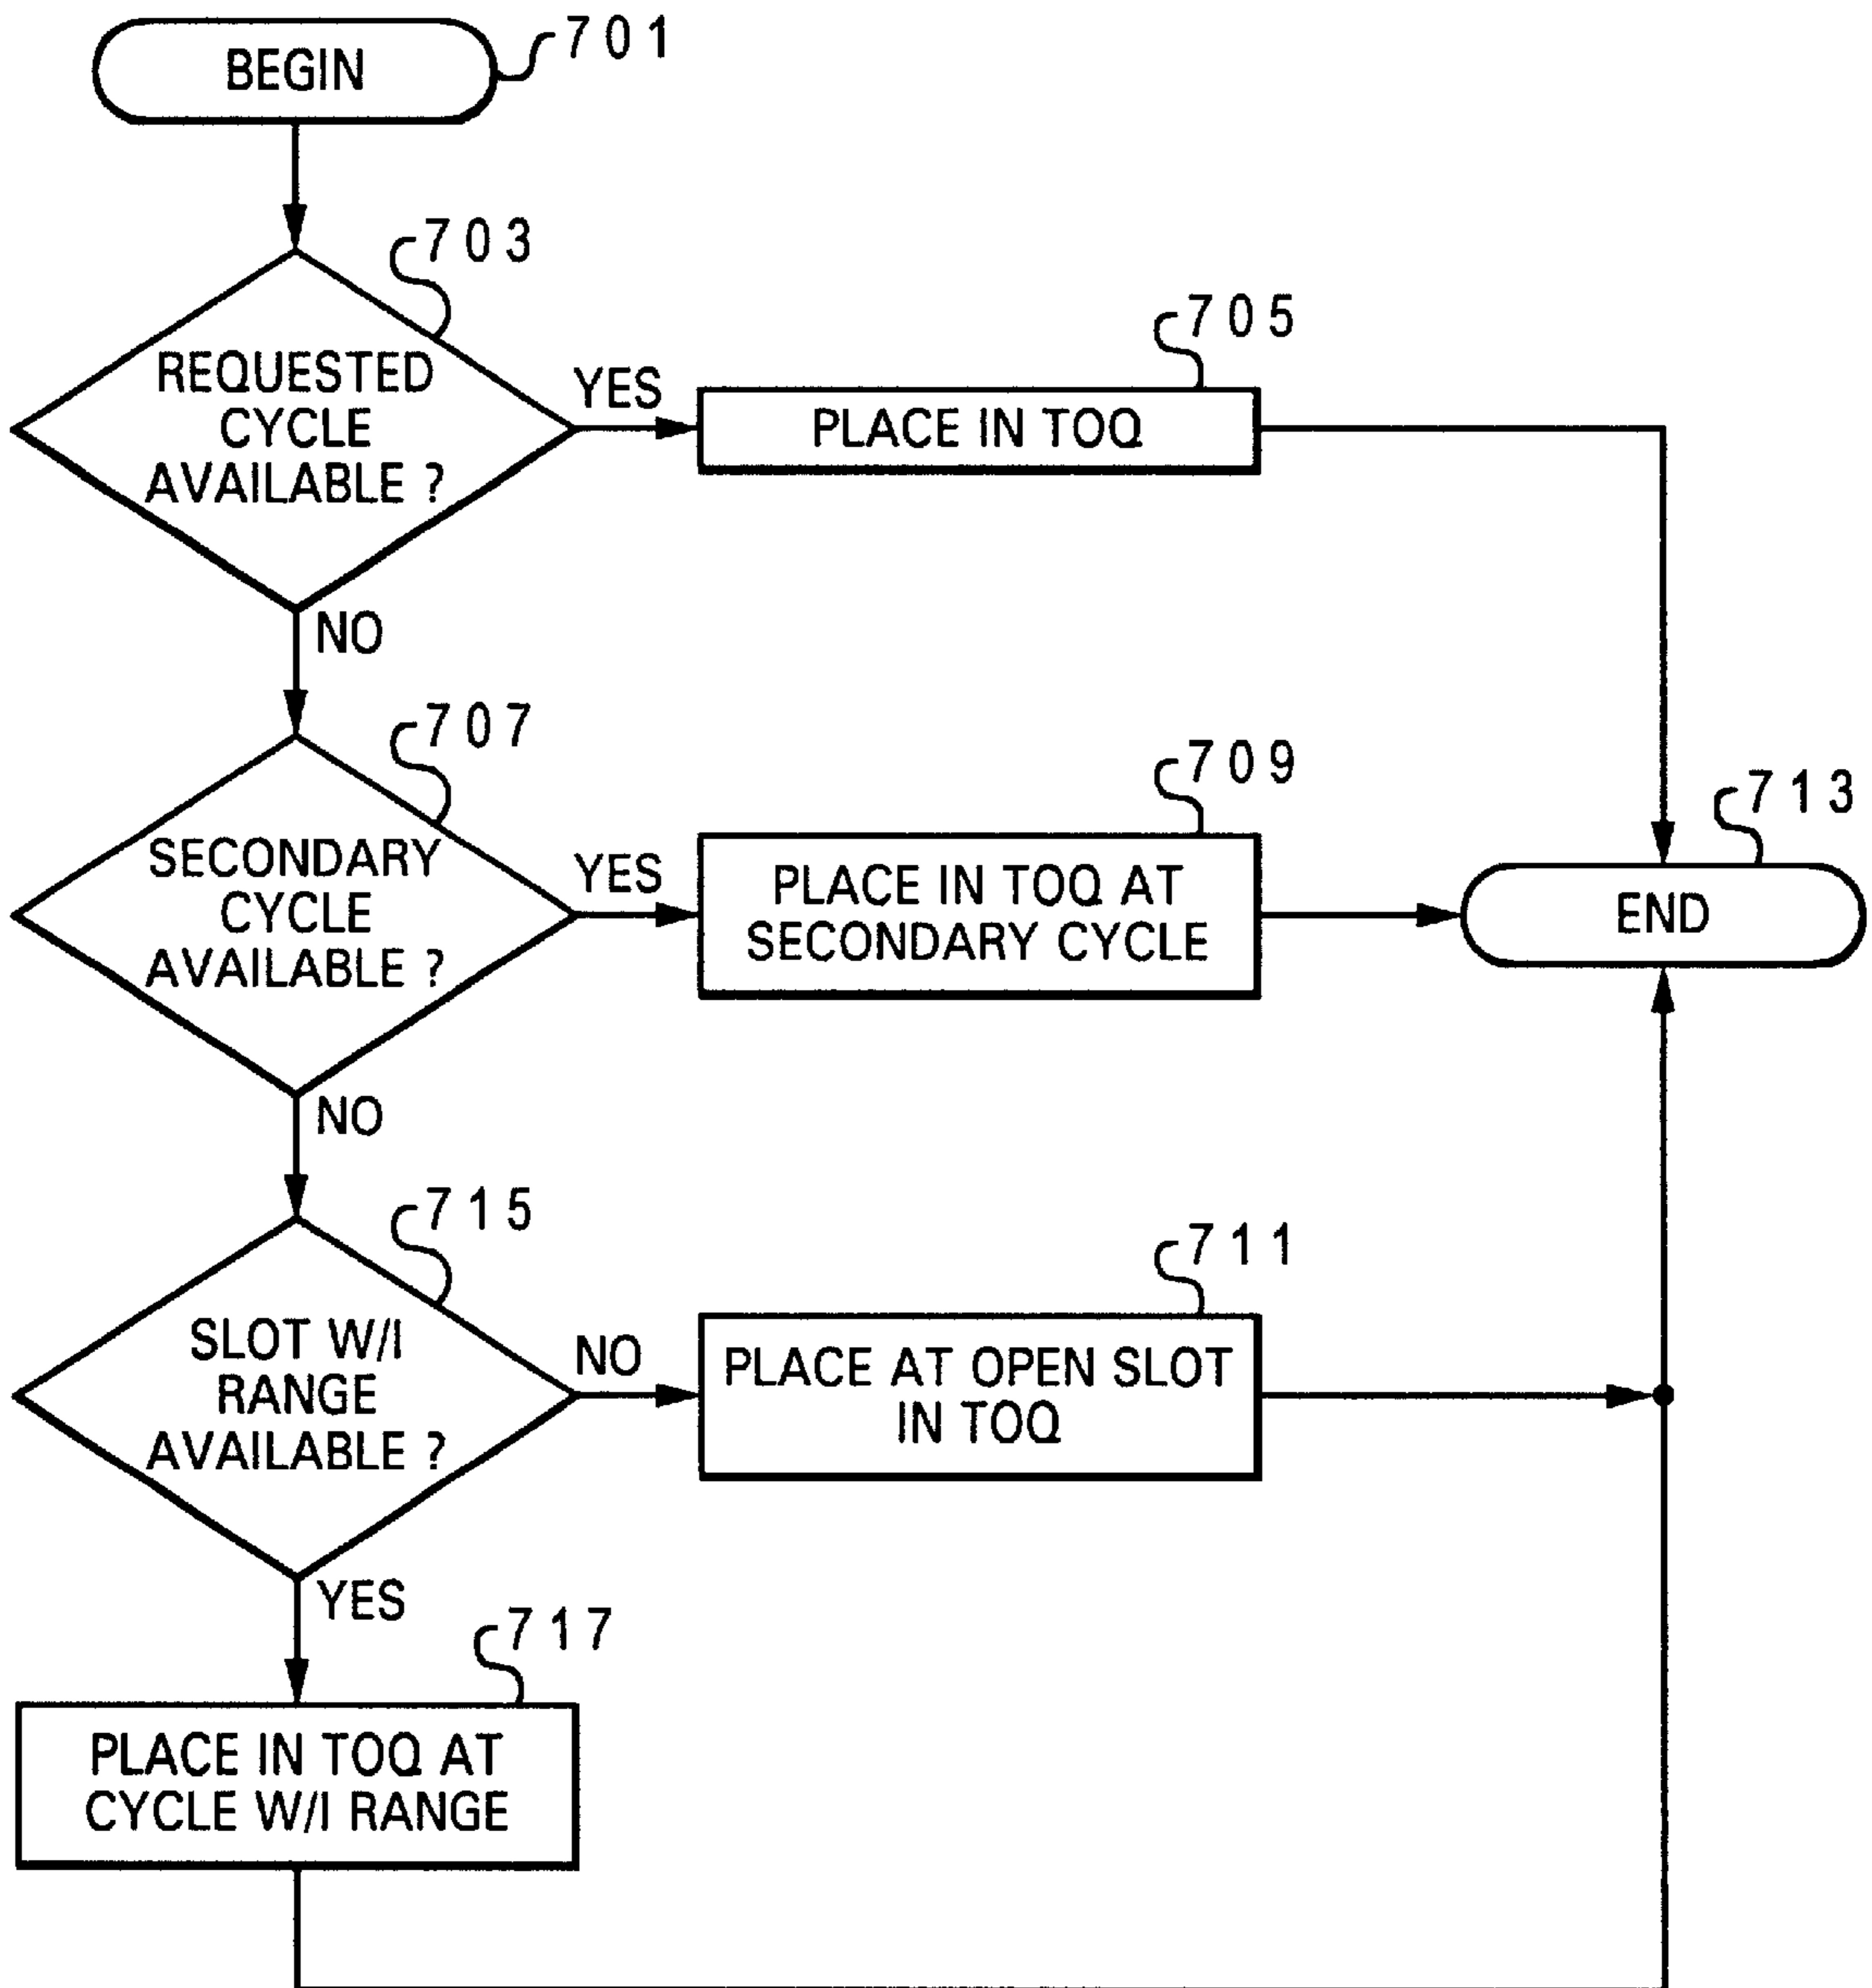 BEGIN
701
703
REQUESTED
CYCLE
AVAILABLE ?
YES
705
PLACE IN TOQ
NO
707
SECONDARY
CYCLE
AVAILABLE ?
YES
709
PLACE IN TOQ AT
SECONDARY CYCLE
713
END
NO
715
SLOT W/I
RANGE
AVAILABLE ?
NO
711
PLACE AT OPEN SLOT
IN TOQ
YES
717
PLACE IN TOQ AT
CYCLE W/I RANGE